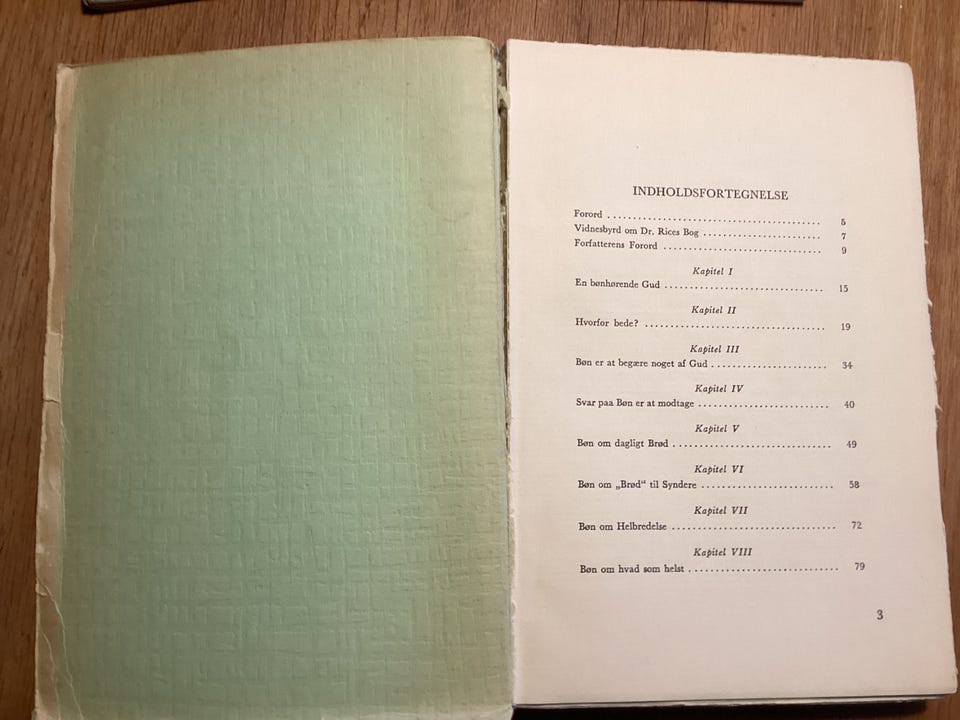 INDHOLDSFORTEGNELSE
Forord ........................................ 5
Vidnesbyrd om Dr. Rices Bog ........................ 7
Forfatterens Forord ................................ 9
Kapitel I
En bønhørende Gud ................................ 15
Kapitel II
Hvorfor bede? .................................... 19
Kapitel III
Bøn er at begære noget af Gud ...................... 34
Kapitel IV
Svar paa Bøn er at modtage ......................... 40
Kapitel V
Bøn om dagligt Brød ............................... 49
Kapitel VI
Bøn om „Brød“ til Syndere .......................... 58
Kapitel VII
Bøn om Helbredelse ................................ 72
Kapitel VIII
Bøn om hvad som helst ............................. 79
3